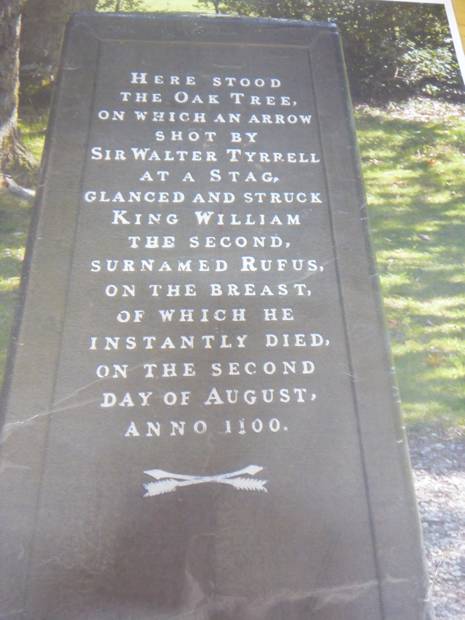 HERE STOOD
THE OAK TREE,
ON WHICH AN ARROW
SHOT BY
SIR WALTER TYRRELL
AT A STAG,
GLANCED AND STRUCK
KING WILLIAM
THE SECOND,
SURNAMED RUFUS,
ON THE BREAST,
OF WHICH HE
INSTANTLY DIED,
ON THE SECOND
DAY OF AUGUST,
ANNO 1100.